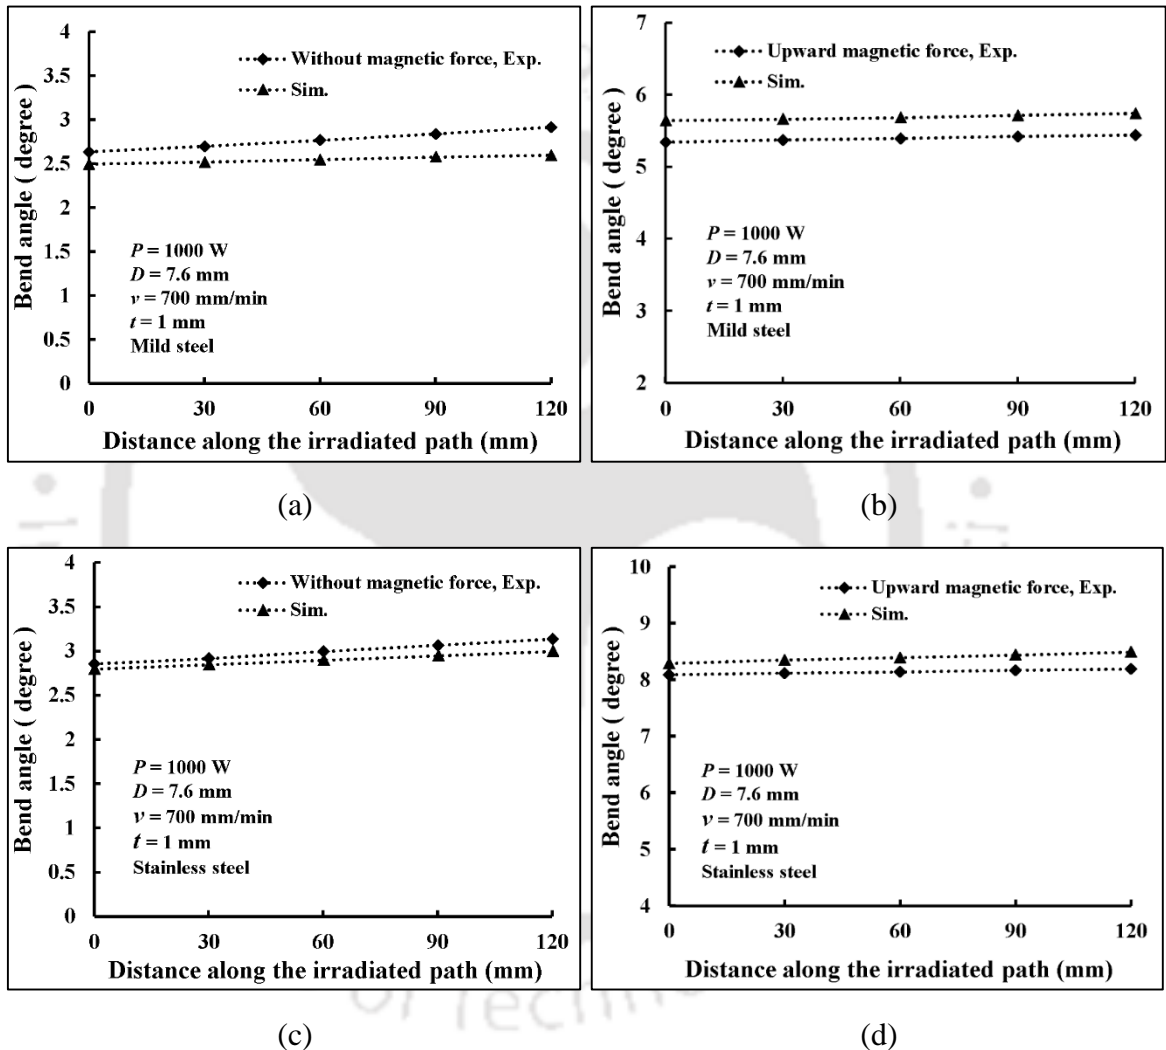 4
3.5
3
2.5
2
1.5
1
0.5
0
Bend angle ( degree )
Without magnetic force, Exp.
Sim.
P = 1000 W
D = 7.6 mm
v = 700 mm/min
t = 1 mm
Mild steel
0 30 60 90 120
Distance along the irradiated path (mm)
(a)
7
6
5
4
3
2
Bend angle ( degree )
Upward magnetic force, Exp.
Sim.
P = 1000 W
D = 7.6 mm
v = 700 mm/min
t = 1 mm
Mild steel
0 30 60 90 120
Distance along the irradiated path (mm)
(b)
4
3.5
3
2.5
2
1.5
1
0.5
0
Bend angle ( degree )
Without magnetic force, Exp.
Sim.
P = 1000 W
D = 7.6 mm
v = 700 mm/min
t = 1 mm
Stainless steel
0 30 60 90 120
Distance along the irradiated path (mm)
(c)
10
9
8
7
6
5
4
Bend angle ( degree )
Upward magnetic force, Exp.
Sim.
P = 1000 W
D = 7.6 mm
v = 700 mm/min
t = 1 mm
Stainless steel
0 30 60 90 120
Distance along the irradiated path (mm)
(d)